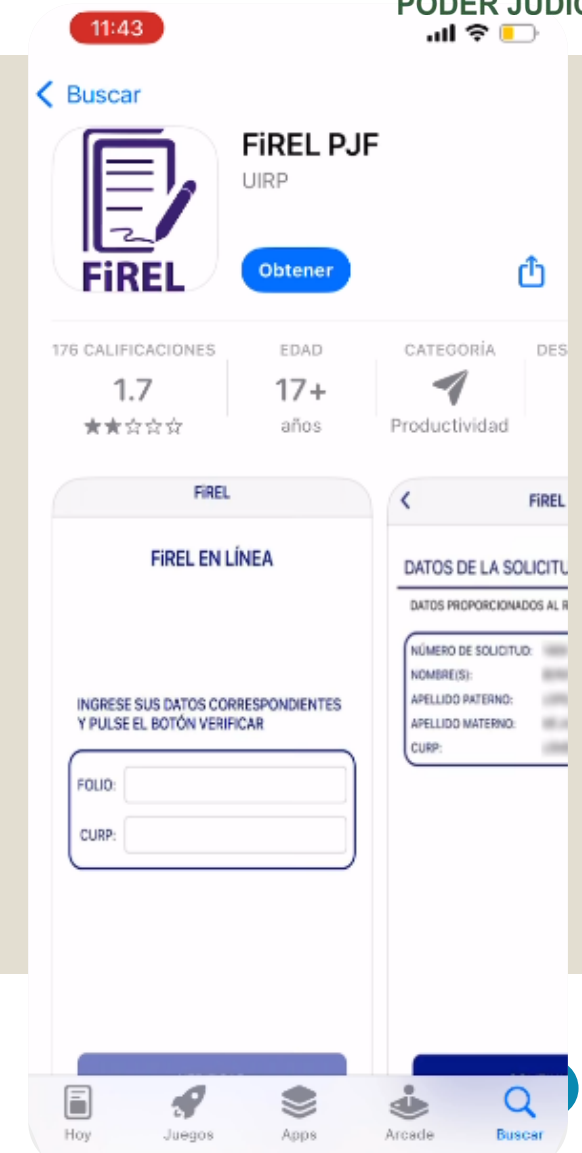 PODER JUDIC
11:43
Buscar
FiREL
FiREL PJF
UIRP
Obtener
176 CALIFICACIONES
1.7
EDAD
17+
años
CATEGORÍA
Productividad
DES
FiREL
FiREL EN LÍNEA
INGRESE SUS DATOS CORRESPONDIENTES
Y PULSE EL BOTÓN VERIFICAR
FOLIO:
CURP:
FiREL
DATOS DE LA SOLICITU
DATOS PROPORCIONADOS AL R
NÚMERO DE SOLICITUD:
NOMBRE(S):
APELLIDO PATERNO:
APELLIDO MATERNO:
CURP:
Hoy
Juegos
Apps
Arcade
Buscar